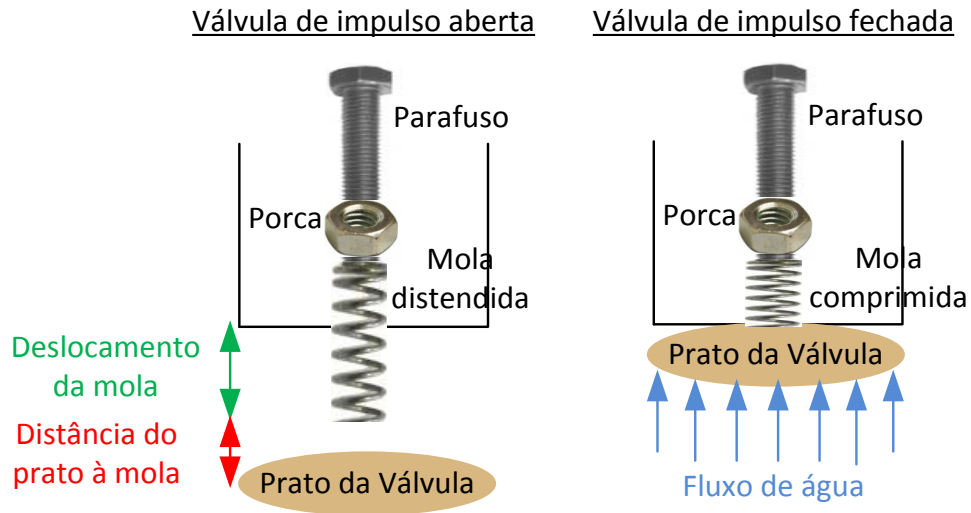 Válvula de impulso aberta
Válvula de impulso fechada
Parafuso
Porca
Mola
distendida
Deslocamento
da mola
Distância do
prato à mola
Prato da Válvula
Parafuso
Porca
Mola
comprimida
Prato da Válvula
Fluxo de água